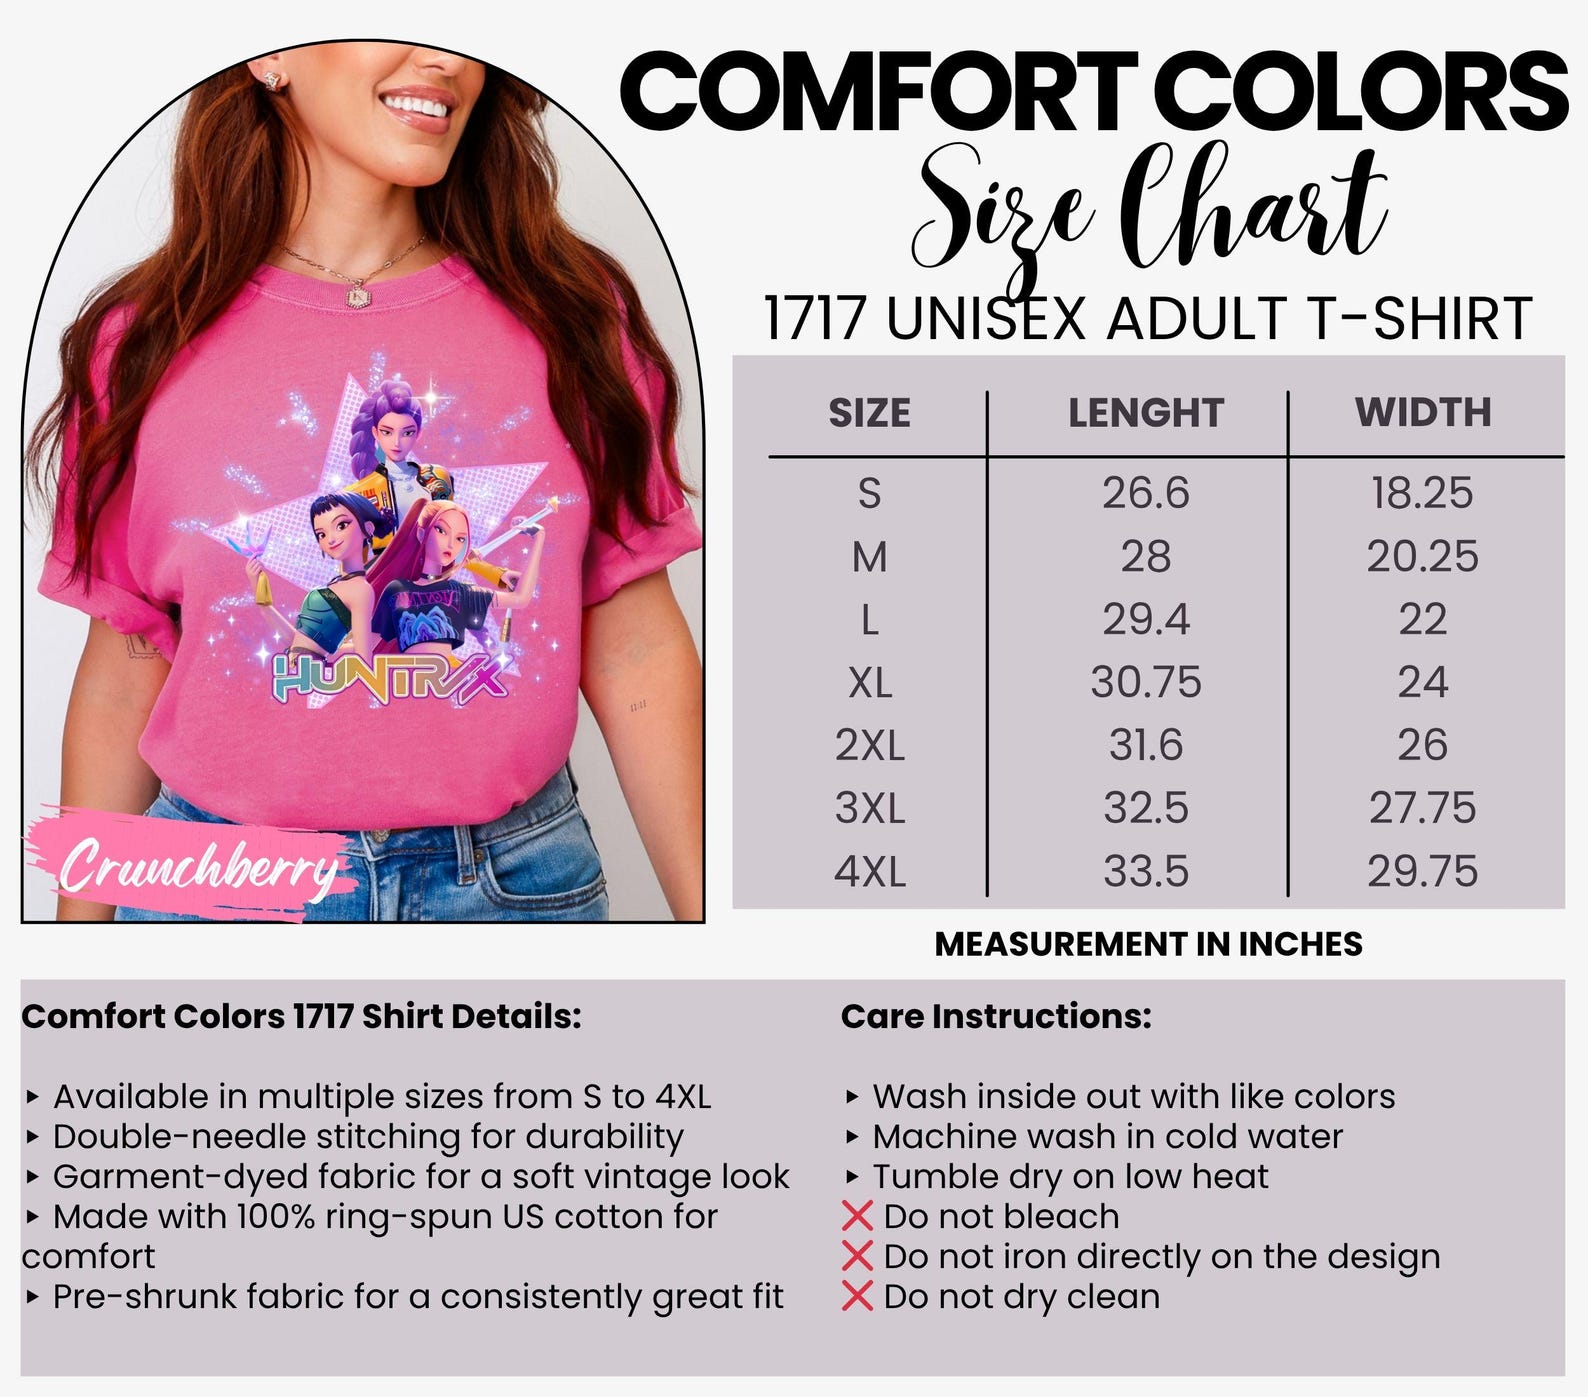 COMFORT COLORS
Size Chart
1717 UNISEX ADULT T-SHIRT
SIZE LENGHT WIDTH
S 26.6 18.25
M 28 20.25
L 29.4 22
XL 30.75 24
2XL 31.6 26
3XL 32.5 27.75
4XL 33.5 29.75
MEASUREMENT IN INCHES
K
HUNTR/X
11:11
Crunchberry
Comfort Colors 1717 Shirt Details:
‣ Available in multiple sizes from S to 4XL
‣ Double-needle stitching for durability
‣ Garment-dyed fabric for a soft vintage look
‣ Made with 100% ring-spun US cotton for
comfort
‣ Pre-shrunk fabric for a consistently great fit
Care Instructions:
‣ Wash inside out with like colors
‣ Machine wash in cold water
‣ Tumble dry on low heat
❌ Do not bleach
❌ Do not iron directly on the design
❌ Do not dry clean